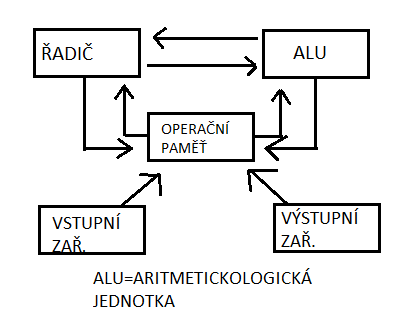 ŘADIČ
ALU
OPERAČNÍ
PAMĚŤ
VSTUPNÍ
ZAŘ.
VÝSTUPNÍ
ZAŘ.
ALU=ARITMETICKOLOGICKÁ
JEDNOTKA